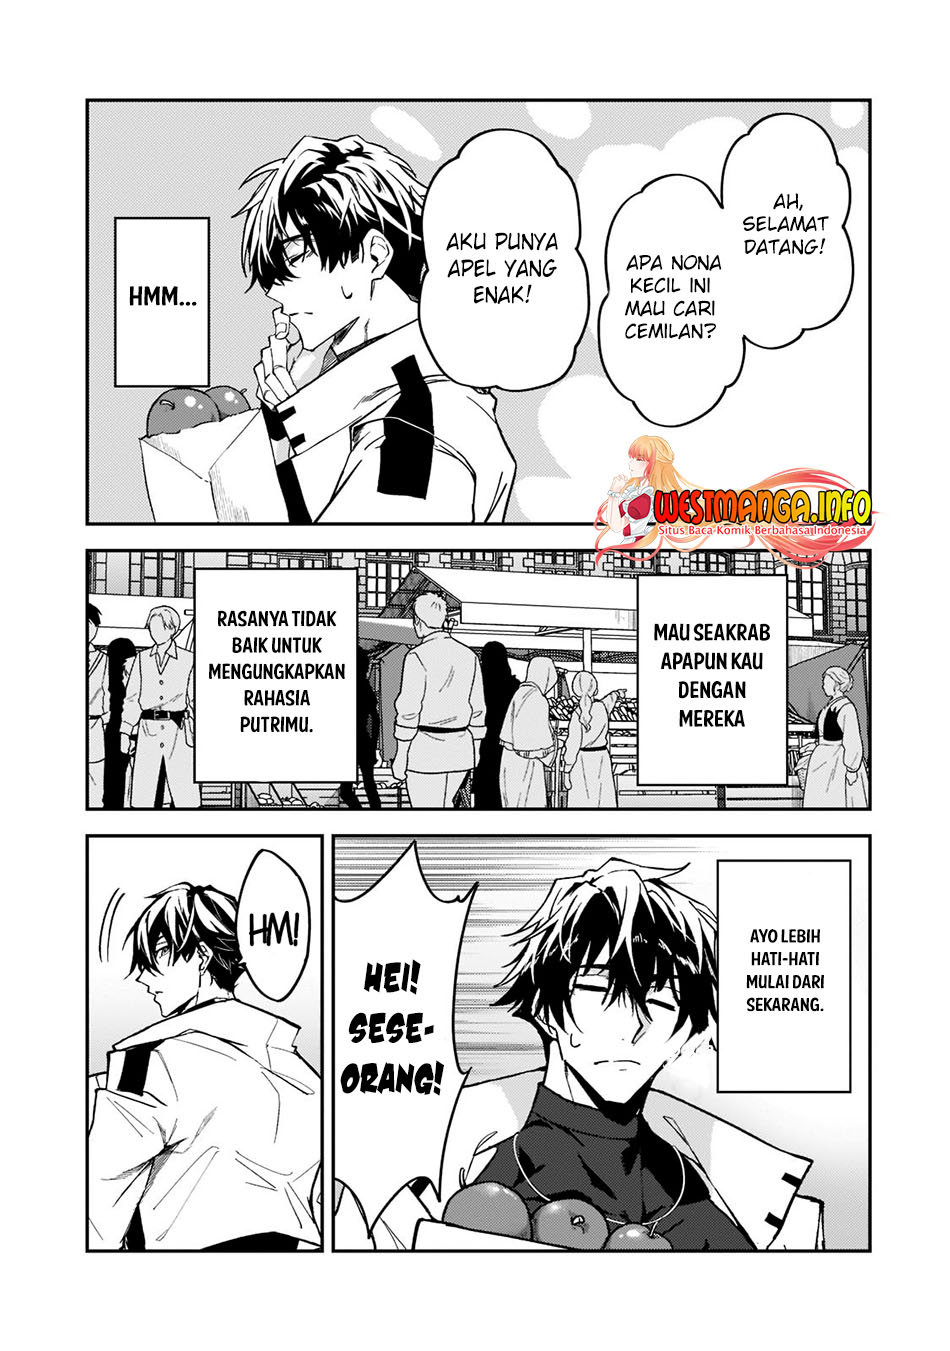 AH,
SELAMAT
DATANG!
APA NONA
KECIL INI
MAU CARI
CEMILAN?
AKU PUNYA
APEL YANG
ENAK!
HMM...
WESTMANGA.INFO
Situs Baca Komik Berbahasa Indonesia
MAU SEAKRAB
APAPUN KAU
DENGAN
MEREKA
RASANYA TIDAK
BAIK UNTUK
MENGUNGKAPKAN
RAHASIA
PUTRIMU.
AYO LEBIH
HATI-HATI
MULAI DARI
SEKARANG.
HEI!
SESE-
ORANG!
HM!